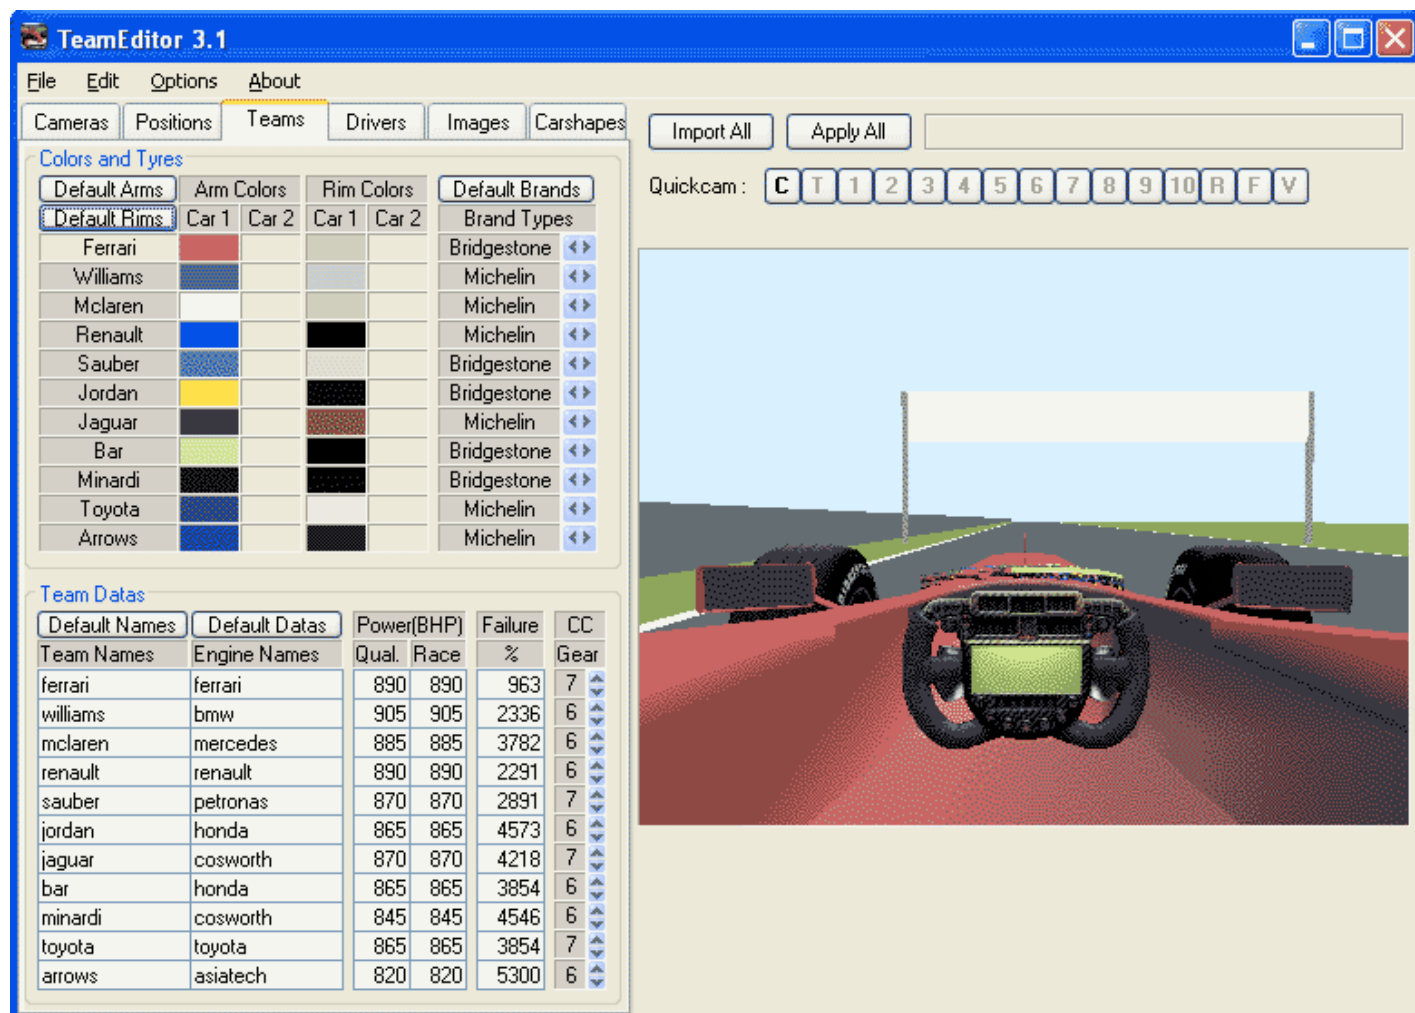 TeamEditor 3.1
File Edit Options About
Cameras Positions Teams Drivers Images Carshapes
Import All Apply All
Colors and Tyres
Quickcam : C T 1 2 3 4 5 6 7 8 9 10 R F V
Default Arms Arm Colors Rim Colors Default Brands
Default Rims Car 1 Car 2 Car 1 Car 2 Brand Types
Ferrari Bridgestone
Williams Michelin
Mclaren Michelin
Renault Michelin
Sauber Bridgestone
Jordan Bridgestone
Jaguar Michelin
Bar Bridgestone
Minardi Bridgestone
Toyota Michelin
Arrows Michelin
Team Datas
Default Names Default Datas Power(BHP) Failure CC
Team Names Engine Names Qual. Race % Gear
ferrari ferrari 890 890 963 7
williams bmw 905 905 2336 6
mclaren mercedes 885 885 3782 6
renault renault 890 890 2291 6
sauber petronas 870 870 2891 7
jordan honda 865 865 4573 6
jaguar cosworth 870 870 4218 7
bar honda 865 865 3854 6
minardi cosworth 845 845 4546 6
toyota toyota 865 865 3854 7
arrows asiatech 820 820 5300 6